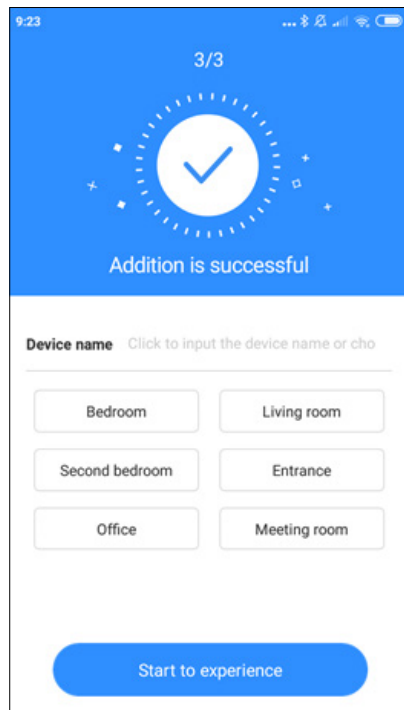 9:23
3/3
Addition is successful
Device name Click to input the device name or cho
Bedroom Living room
Second bedroom Entrance
Office Meeting room
Start to experience